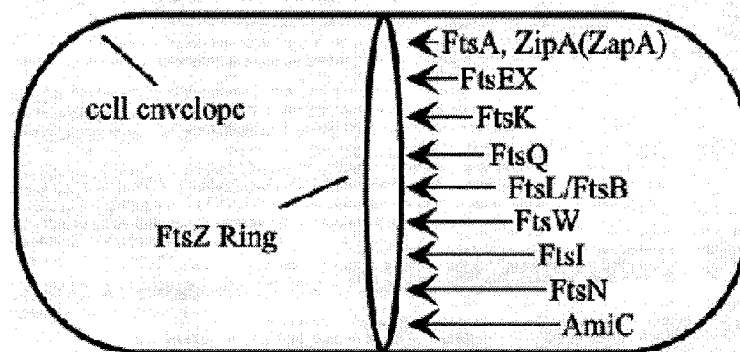 FtsA, ZipA(ZapA)
FtsEX
cell envelope
FtsK
FtsQ
FtsL/FtsB
FtsW
FtsZ Ring
FtsI
FtsN
AmiC